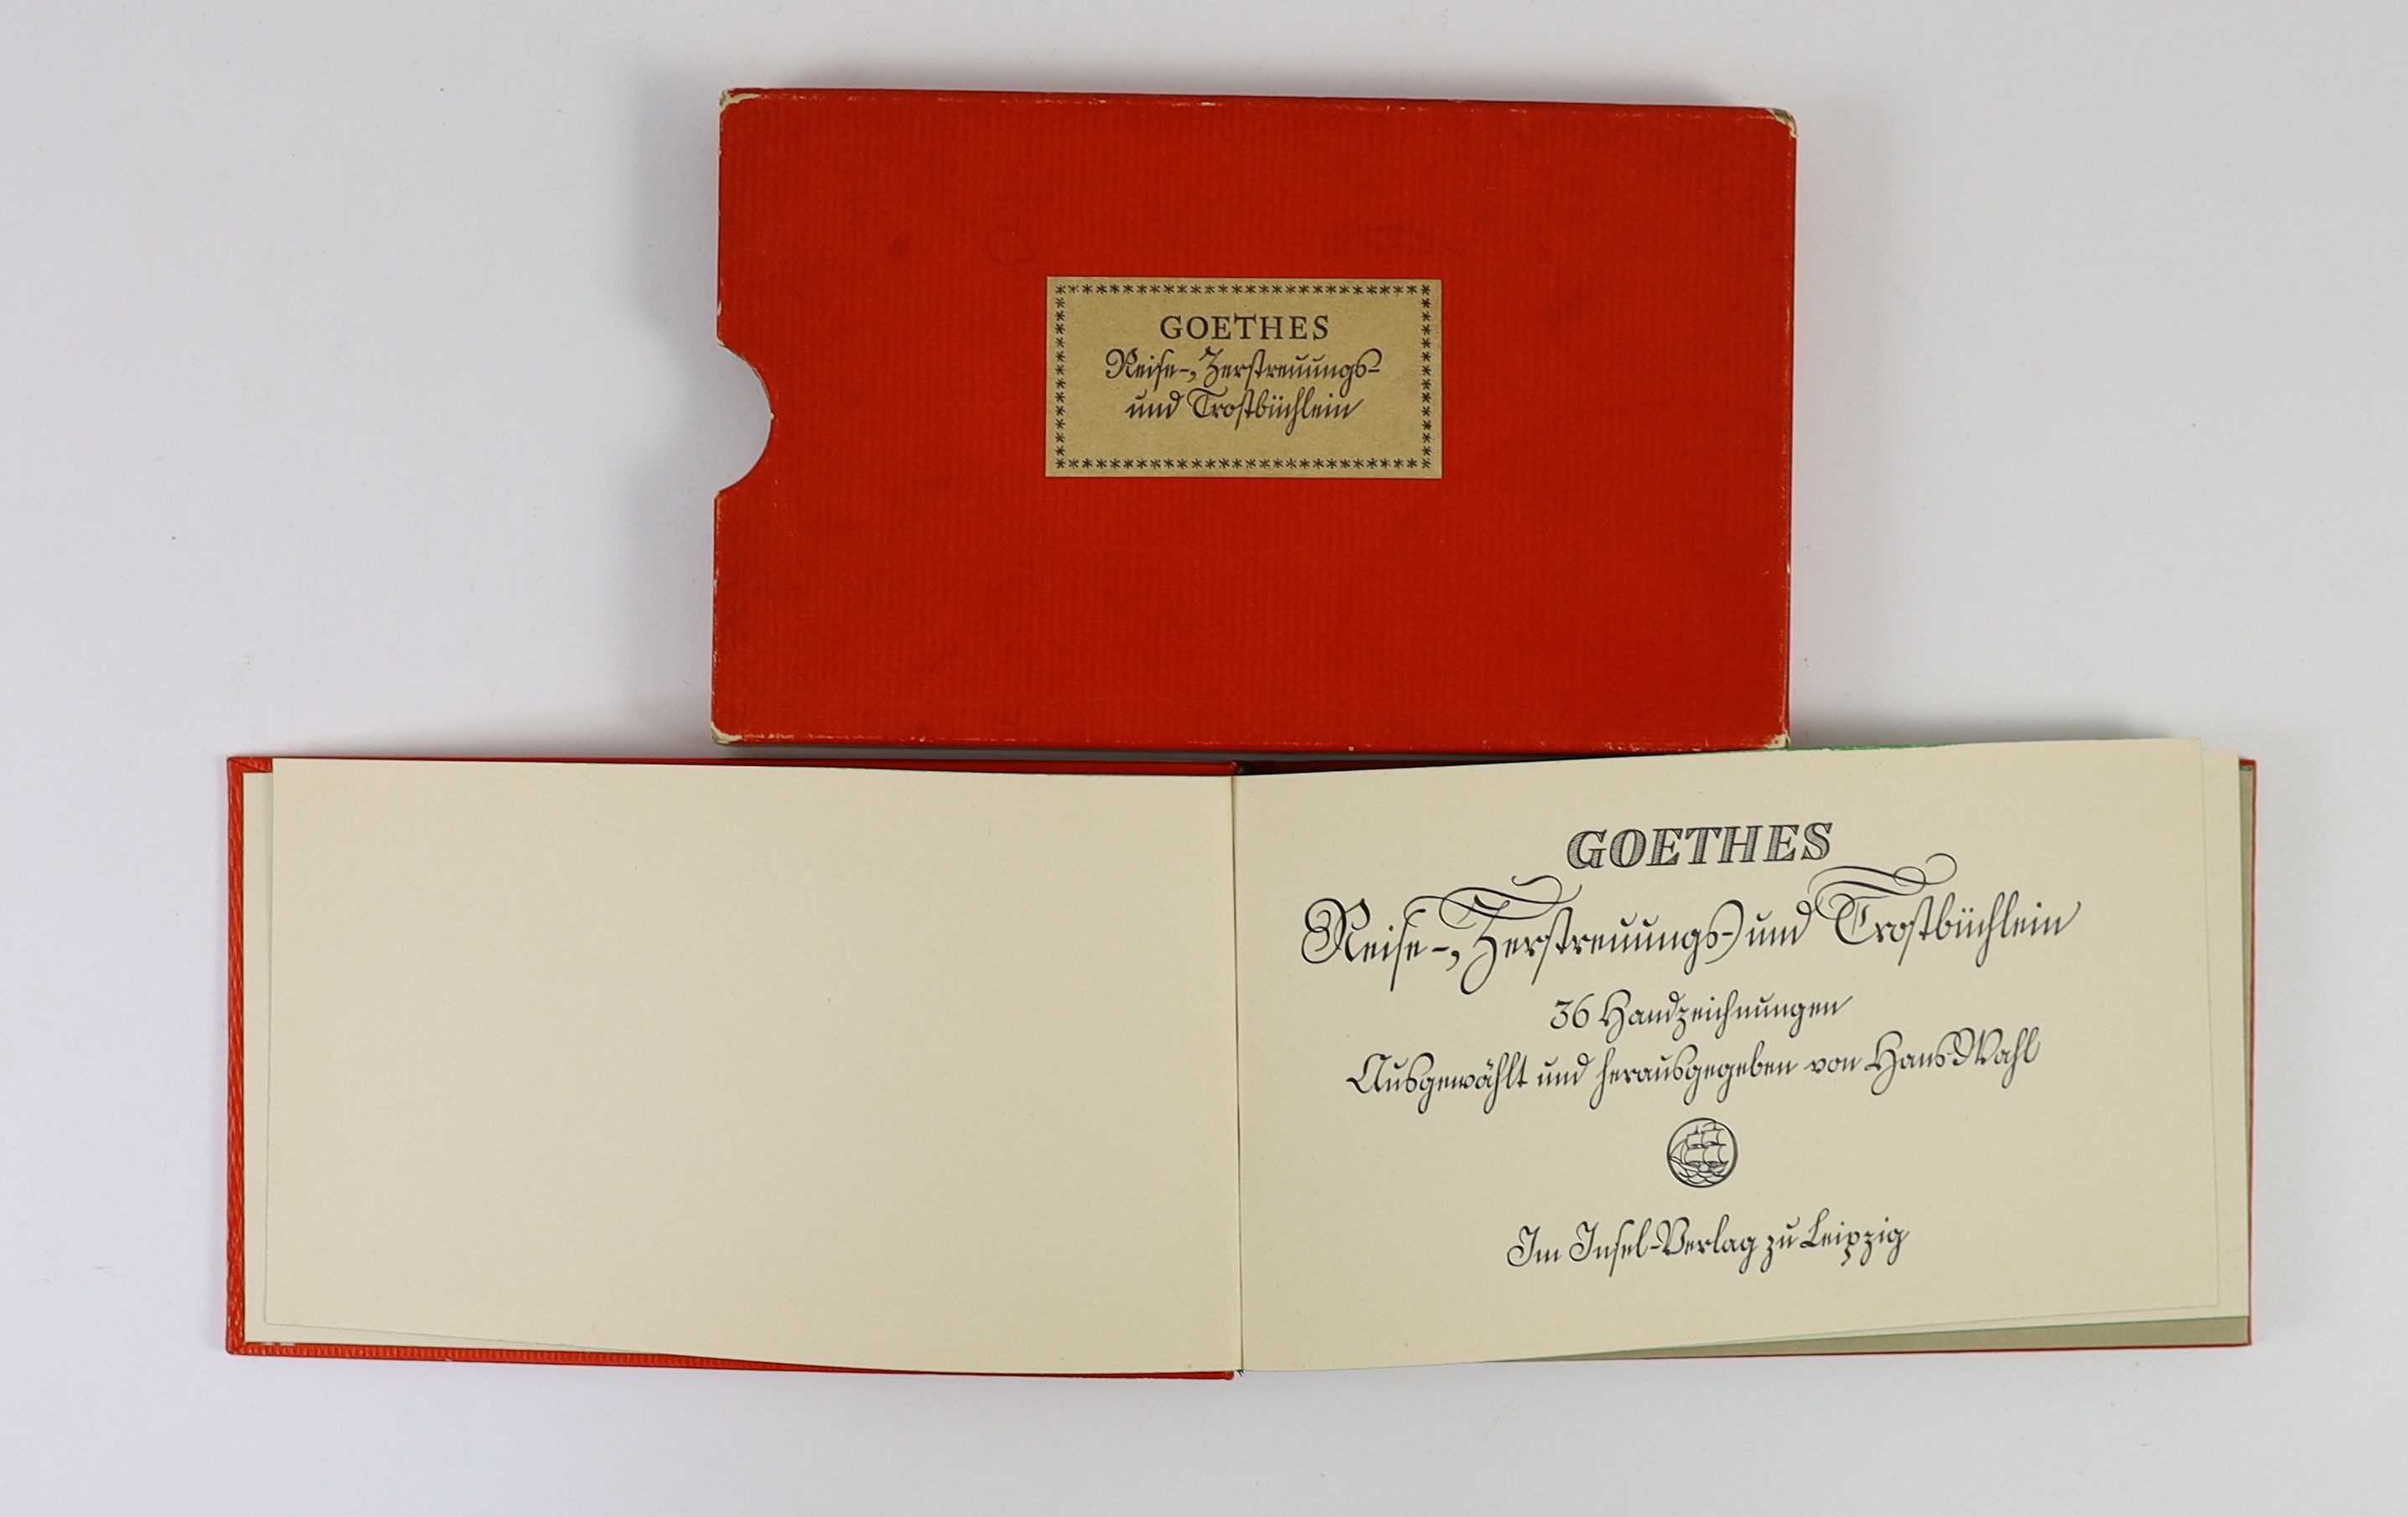 GOETHES
Reise-, Zerstreuungs-
und Trostbüchlein
GOETHES
Reise-, Zerstreuungs- und Trostbüchlein
36 Handzeichnungen
Ausgewählt und herausgegeben von Hans Wahl
Im Insel-Verlag zu Leipzig